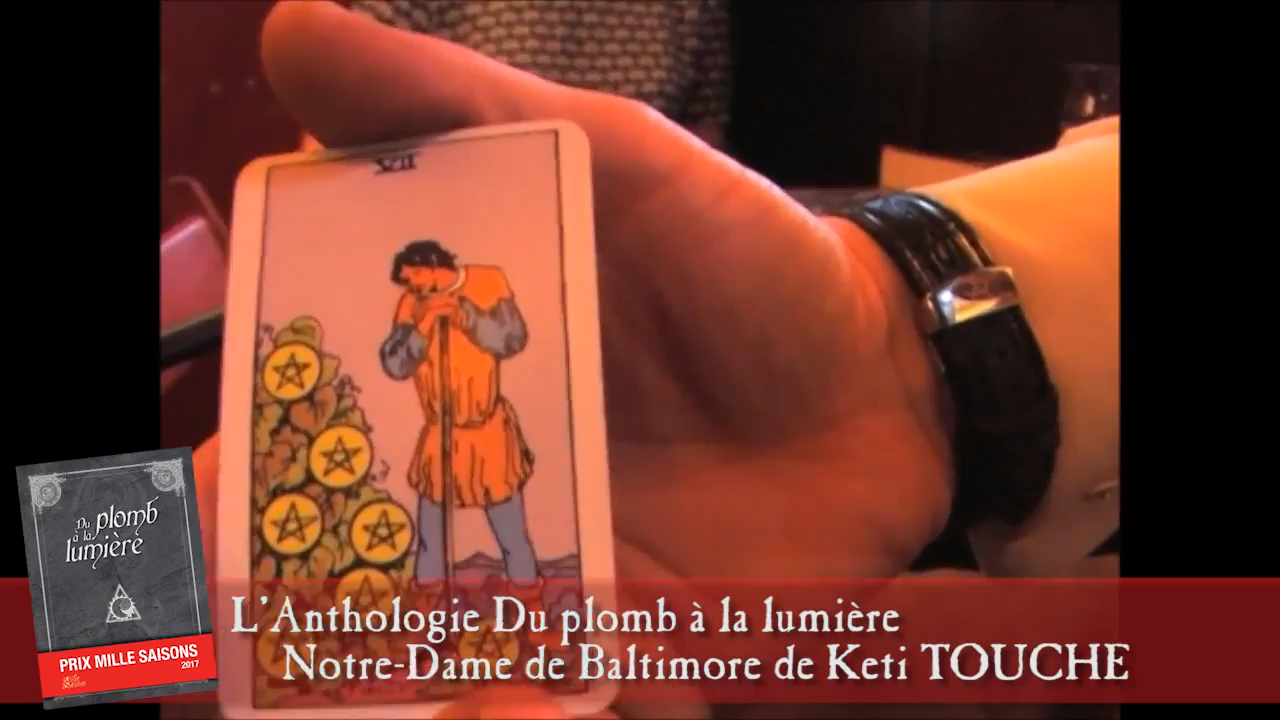 VII
Du plomb
à la
lumière
PRIX MILLE SAISONS
2017
L'Anthologie Du plomb à la lumière
Notre-Dame de Baltimore de Keti TOUCHE